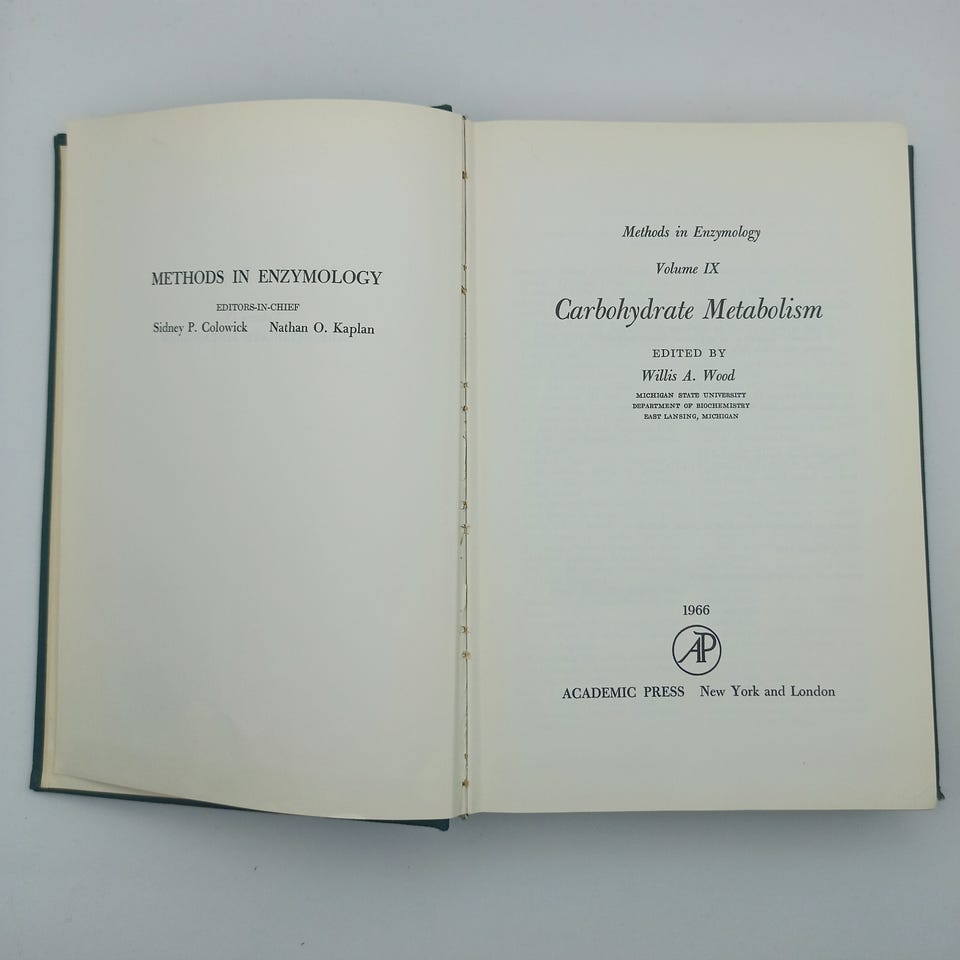 METHODS IN ENZYMOLOGY
EDITORS-IN-CHIEF
Sidney P. Colowick Nathan O. Kaplan
Methods in Enzymology
Volume IX
Carbohydrate Metabolism
EDITED BY
Willis A. Wood
MICHIGAN STATE UNIVERSITY
DEPARTMENT OF BIOCHEMISTRY
EAST LANSING, MICHIGAN
1966
AP
ACADEMIC PRESS New York and London